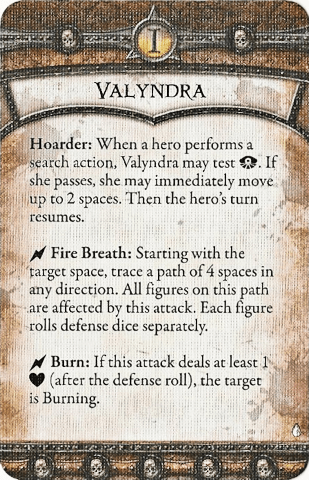 1
VALYNDRA
Hoarder: When a hero performs a
search action, Valyndra may test . If
she passes, she may immediately move
up to 2 spaces. Then the hero's turn
resumes.
Fire Breath: Starting with the
target space, trace a path of 4 spaces in
any direction. All figures on this path
are affected by this attack. Each figure
rolls defense dice separately.
Burn: If this attack deals at least 1
♥ (after the defense roll), the target
is Burning.